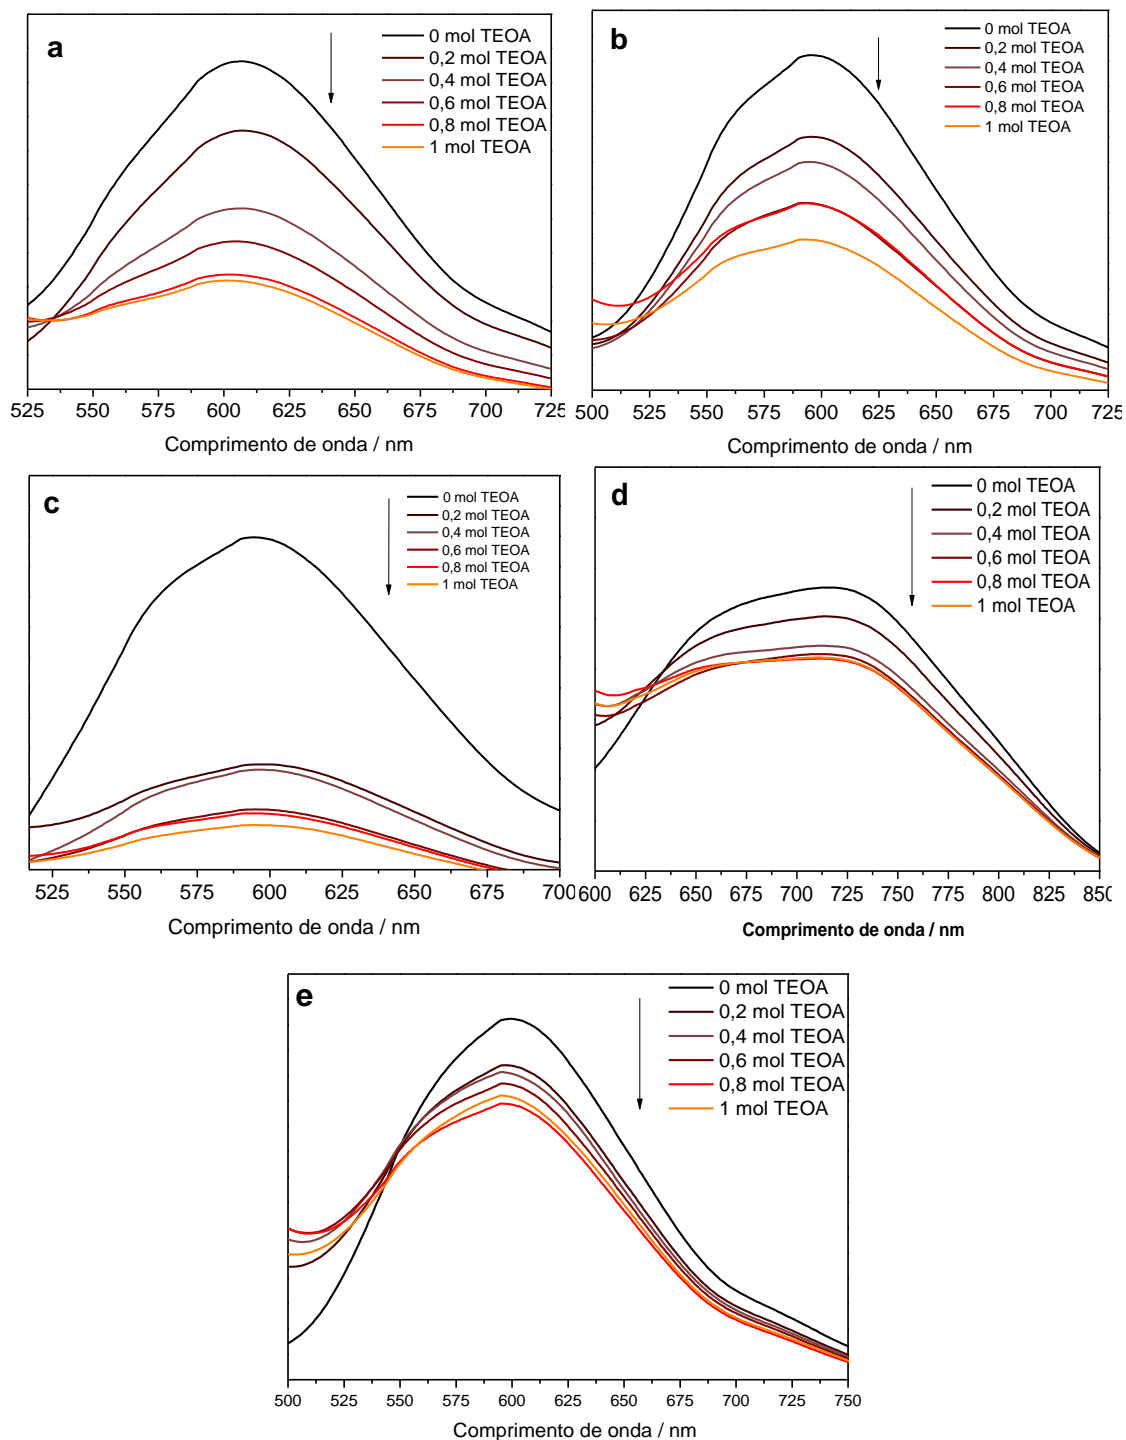 a
0 mol TEOA
0,2 mol TEOA
0,4 mol TEOA
0,6 mol TEOA
0,8 mol TEOA
1 mol TEOA
525 550 575 600 625 650 675 700 725
Comprimento de onda / nm
b
0 mol TEOA
0,2 mol TEOA
0,4 mol TEOA
0,6 mol TEOA
0,8 mol TEOA
1 mol TEOA
500 525 550 575 600 625 650 675 700 725
Comprimento de onda / nm
c
0 mol TEOA
0,2 mol TEOA
0,4 mol TEOA
0,6 mol TEOA
0,8 mol TEOA
1 mol TEOA
525 550 575 600 625 650 675 700
Comprimento de onda / nm
d
0 mol TEOA
0,2 mol TEOA
0,4 mol TEOA
0,6 mol TEOA
0,8 mol TEOA
1 mol TEOA
600 625 650 675 700 725 750 775 800 825 850
Comprimento de onda / nm
e
0 mol TEOA
0,2 mol TEOA
0,4 mol TEOA
0,6 mol TEOA
0,8 mol TEOA
1 mol TEOA
500 525 550 575 600 625 650 675 700 725 750
Comprimento de onda / nm